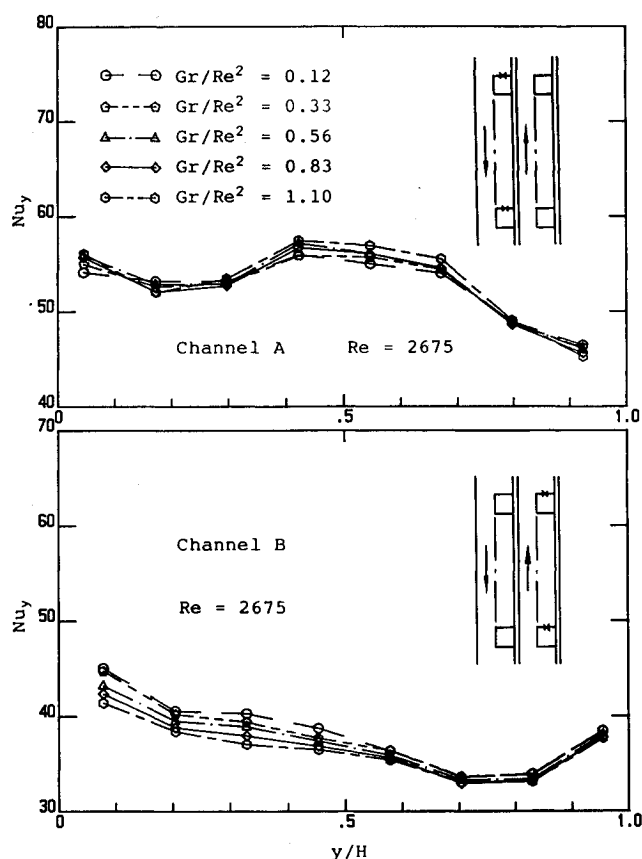 80
70
60
50
40
Nu_y
Gr/Re² = 0.12
Gr/Re² = 0.33
Gr/Re² = 0.56
Gr/Re² = 0.83
Gr/Re² = 1.10
Channel A Re = 2675
0 .5 1.0
70
60
50
40
30
Nu_y
Channel B
Re = 2675
0 .5 1.0
y/H